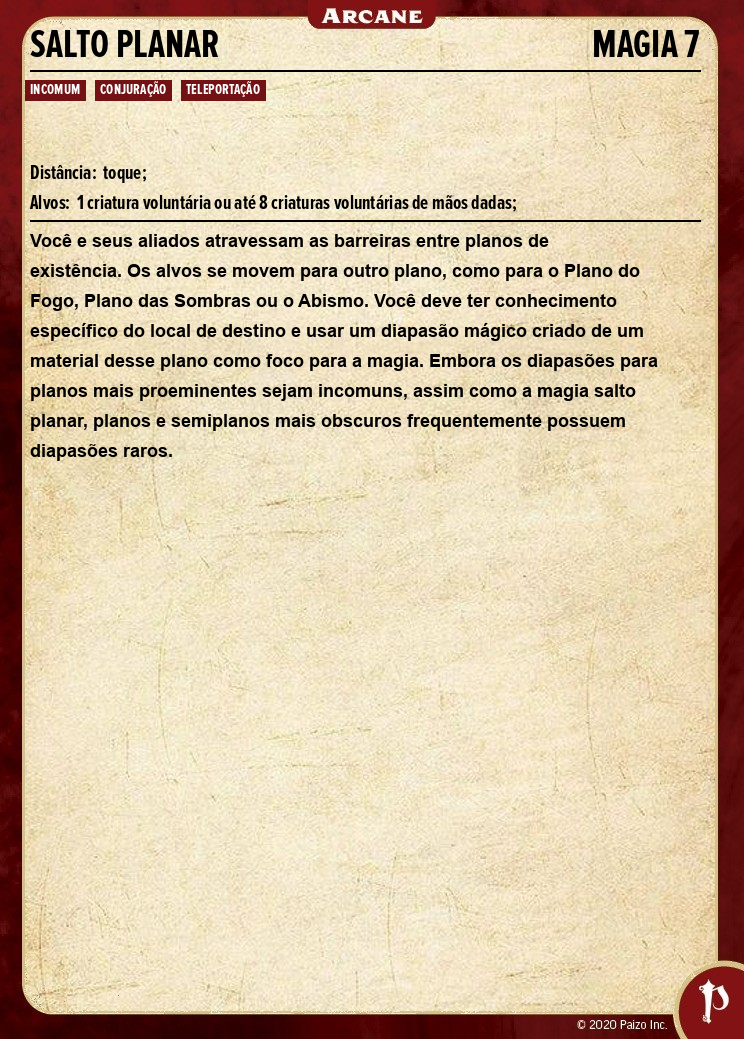 ARCANE
SALTO PLANAR MAGIA 7
INCOMUM CONJURAÇÃO TELEPORTAÇÃO
Distância: toque;
Alvos: 1 criatura voluntária ou até 8 criaturas voluntárias de mãos dadas;
Você e seus aliados atravessam as barreiras entre planos de
existência. Os alvos se movem para outro plano, como para o Plano do
Fogo, Plano das Sombras ou o Abismo. Você deve ter conhecimento
específico do local de destino e usar um diapasão mágico criado de um
material desse plano como foco para a magia. Embora os diapasões para
planos mais proeminentes sejam incomuns, assim como a magia salto
planar, planos e semiplanos mais obscuros frequentemente possuem
diapasões raros.
© 2020 Paizo Inc.
P